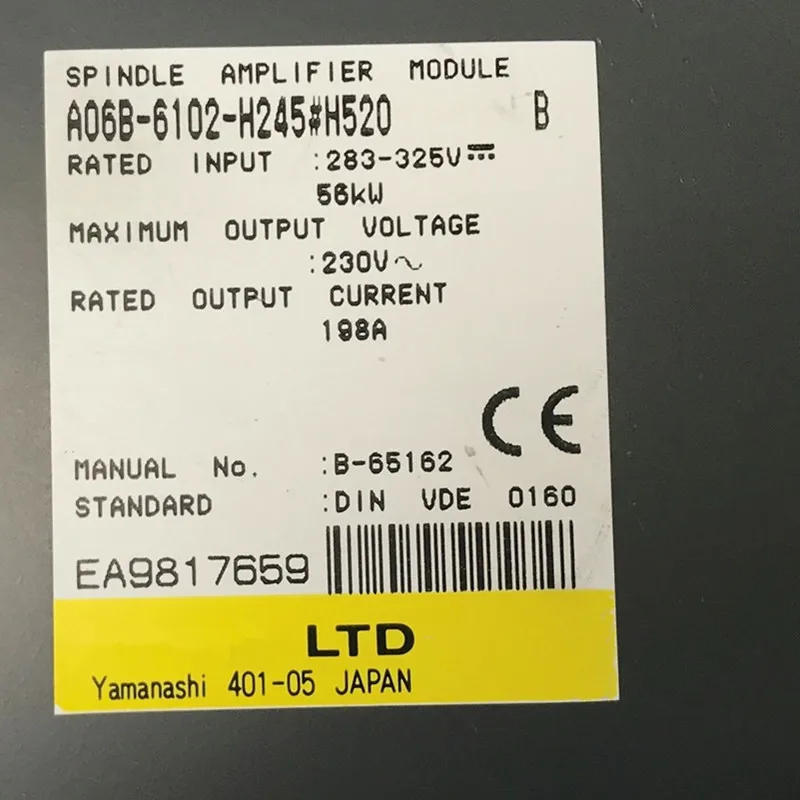 SPINDLE AMPLIFIER MODULE
A06B-6102-H245#H520 B
RATED INPUT :283-325V⎓
56kW
MAXIMUM OUTPUT VOLTAGE
:230V～
RATED OUTPUT CURRENT
198A
CE
MANUAL No. :B-65162
STANDARD :DIN VDE 0160
EA9817659
LTD
Yamanashi 401-05 JAPAN